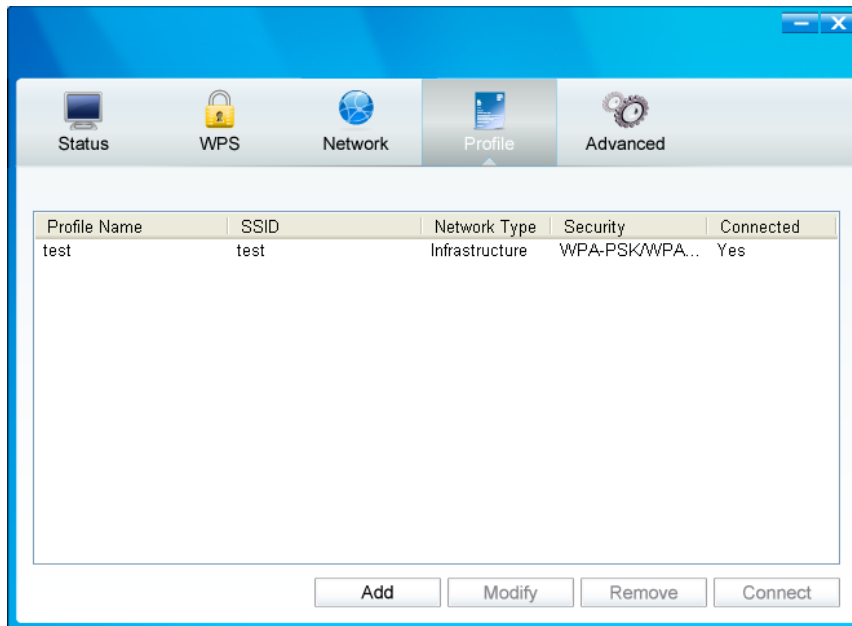 Status WPS Network Profile Advanced
Profile Name SSID Network Type Security Connected
test test Infrastructure WPA-PSK/WPA... Yes
Add Modify Remove Connect